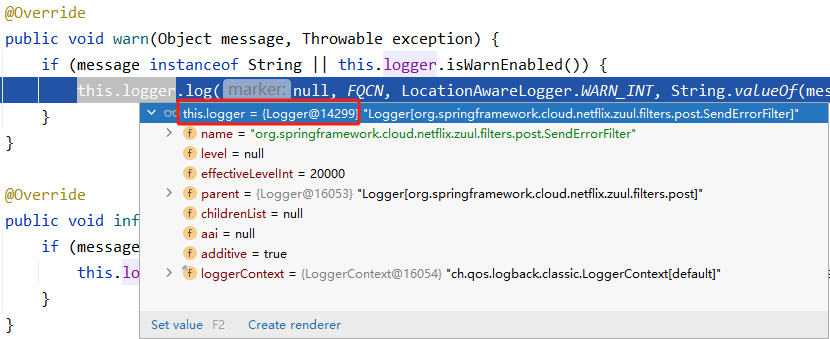 @Override
public void warn(Object message, Throwable exception) {
if (message instanceof String || this.logger.isWarnEnabled()) {
this.logger.log( marker: null, FQCN, LocationAwareLogger.WARN_INT, String.valueOf(mes
this.logger = {Logger@14299} "Logger[org.springframework.cloud.netflix.zuul.filters.post.SendErrorFilter]"
}
f name = "org.springframework.cloud.netflix.zuul.filters.post.SendErrorFilter"
}
f level = null
f effectiveLevelInt = 20000
@Override
f parent = {Logger@16053} "Logger[org.springframework.cloud.netflix.zuul.filters.post]"
public void inf
f childrenList = null
if (message
f aai = null
f additive = true
this.lo
f loggerContext = {LoggerContext@16054} "ch.qos.logback.classic.LoggerContext[default]"
}
}
Set value F2 Create renderer